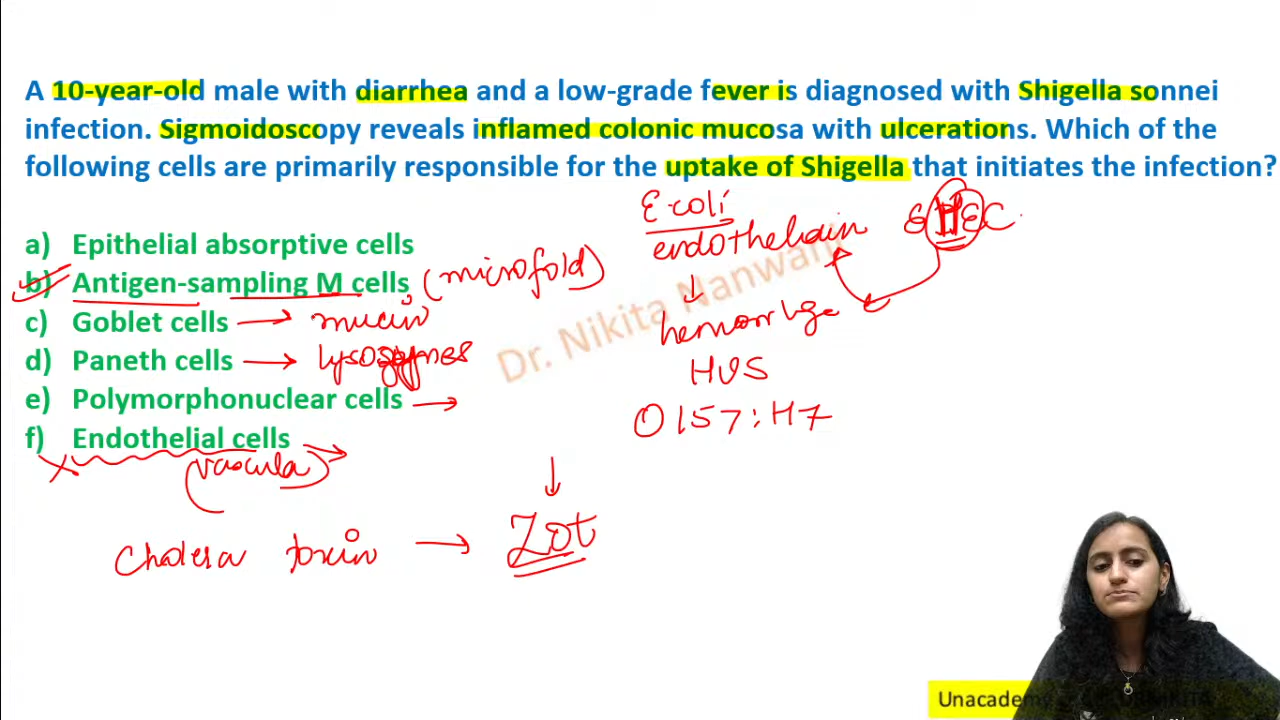 A 10-year-old male with diarrhea and a low-grade fever is diagnosed with Shigella sonnei
infection. Sigmoidoscopy reveals inflamed colonic mucosa with ulcerations. Which of the
following cells are primarily responsible for the uptake of Shigella that initiates the infection?
E·coli
endothelium
EHEC
a) Epithelial absorptive cells
b) Antigen-sampling M cells (microfold)
c) Goblet cells → mucin
hemorrhge
d) Paneth cells → lysozymes
HUS
e) Polymorphonuclear cells →
O157:H7
f) Endothelial cells
(vascula)
Cholera toxin → Zot
Dr. Nikita Nanwani
Unacademy